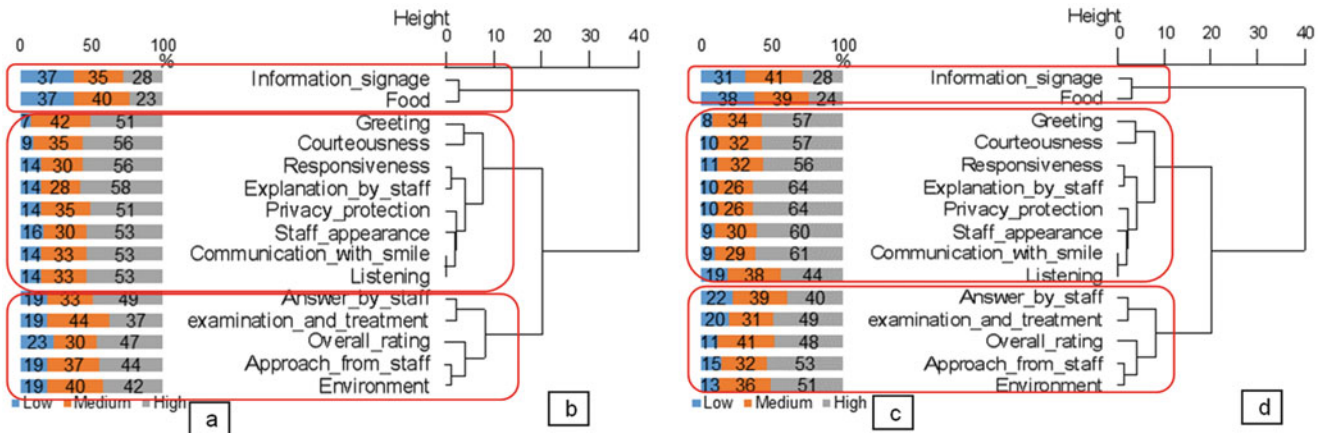 Height
0 50 100
%
0 10 20 30 40
37 35 28 Information_signage
37 40 23 Food
7 42 51 Greeting
9 35 56 Courteousness
14 30 56 Responsiveness
14 28 58 Explanation_by_staff
14 35 51 Privacy_protection
16 30 53 Staff_appearance
14 33 53 Communication_with_smile
14 33 53 Listening
19 33 49 Answer_by_staff
19 44 37 examination_and_treatment
23 30 47 Overall_rating
19 37 44 Approach_from_staff
19 40 42 Environment
Low Medium High
a
b
Height
0 50 100
%
0 10 20 30 40
31 41 28 Information_signage
38 39 24 Food
8 34 57 Greeting
10 32 57 Courteousness
11 32 56 Responsiveness
10 26 64 Explanation_by_staff
10 26 64 Privacy_protection
9 30 60 Staff_appearance
9 29 61 Communication_with_smile
19 38 44 Listening
22 39 40 Answer_by_staff
20 31 49 examination_and_treatment
11 41 48 Overall_rating
15 32 53 Approach_from_staff
13 36 51 Environment
Low Medium High
c
d